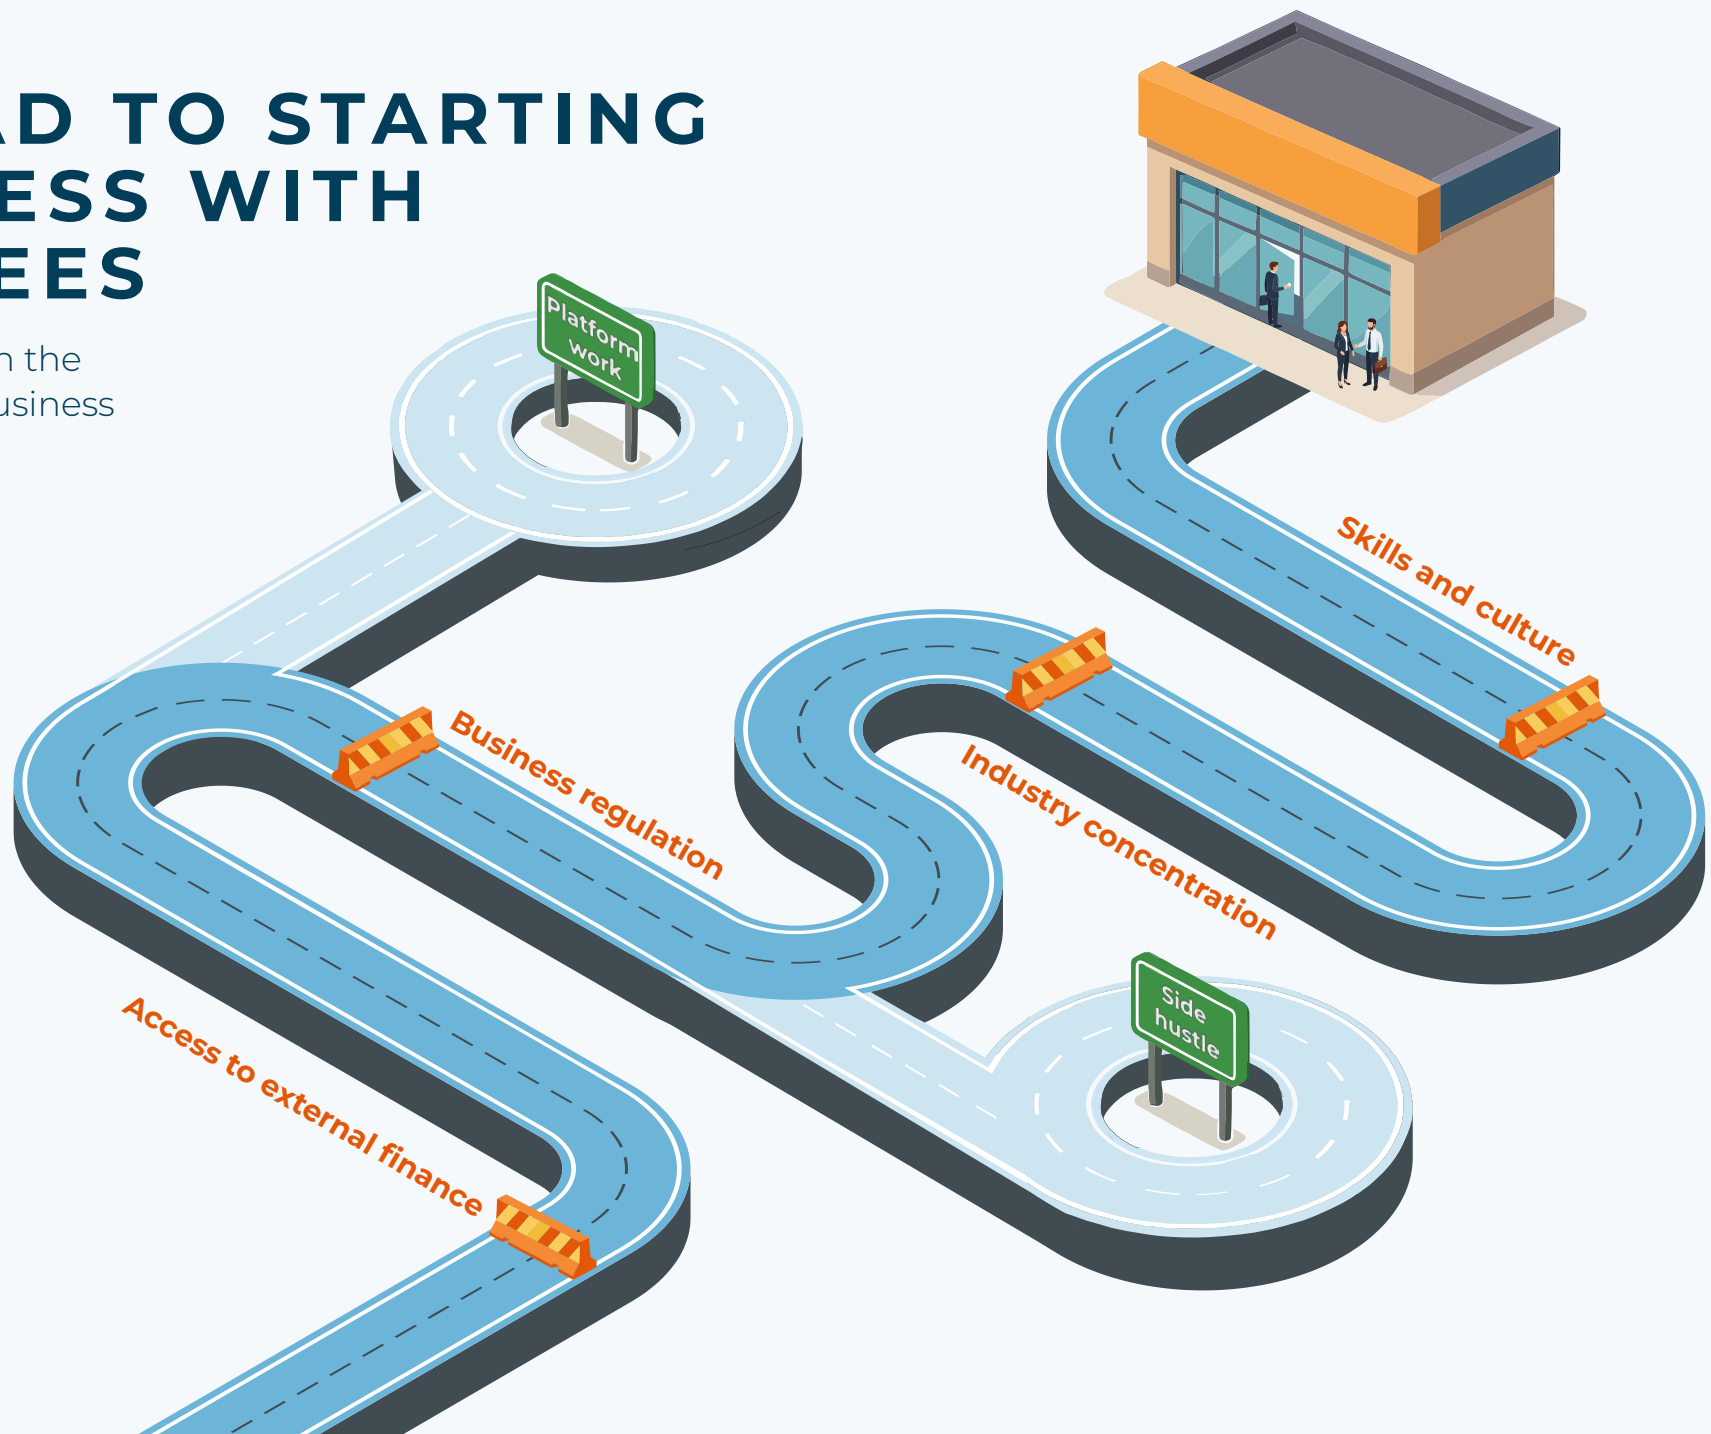 AD TO STARTING
ESS WITH
EES
n the
usiness
Platform
work
Skills and culture
Business regulation
Industry concentration
Side
hustle
Access to external finance